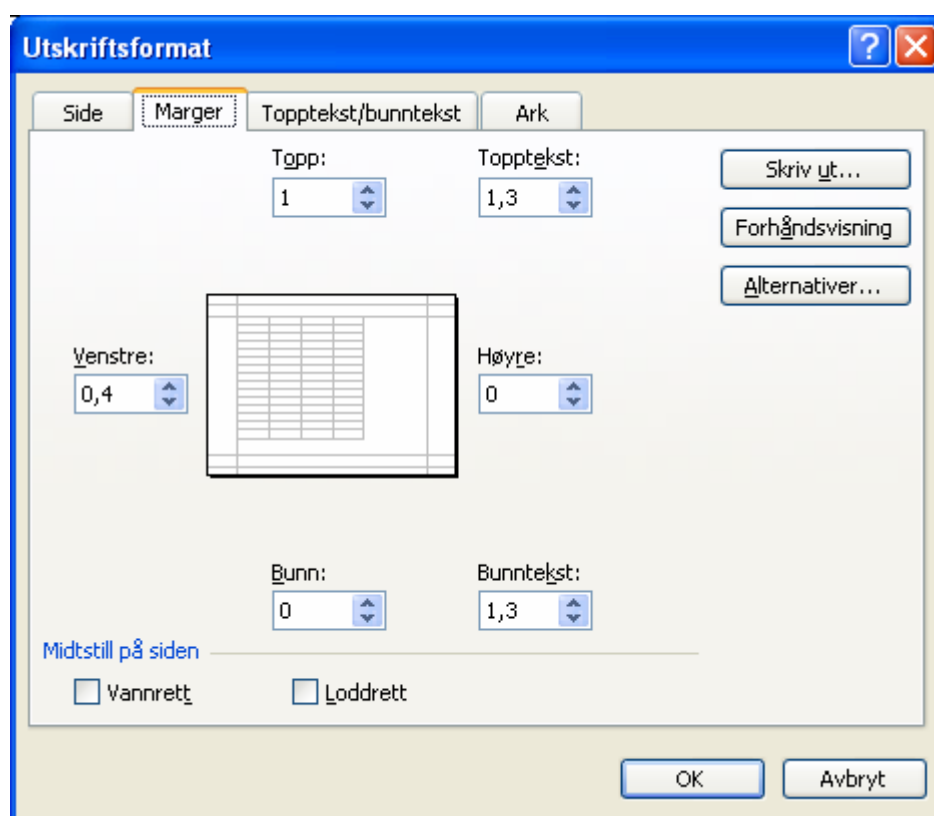 Utskriftsformat
Side Marger Topptekst/bunntekst Ark
Topp: Topptekst: Skriv ut...
1 1,3
Forhåndsvisning
Alternativer...
Venstre: Høyre:
0,4 0
Bunn: Bunntekst:
0 1,3
Midtstill på siden
Vannrett Loddrett
OK Avbryt